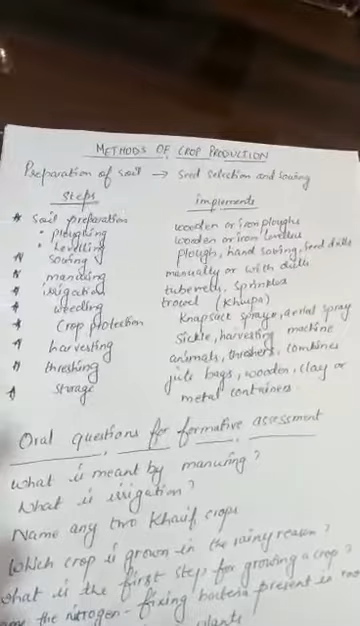 METHODS OF CROP PRODUCTION
Preparation of soil → Seed selection and sowing
Steps implements
* Soil preparation
• ploughing wooden or iron ploughs
• Levelling wooden or iron levellers
* Sowing plough, hand sowing, seed drills
* manuring manually or with drills
* irrigation tubewell, sprinkler
* weeding trowel (Khurpa)
* Crop protection Knapsack sprayer, aerial spray
* harvesting Sickle, harvesting machine
* threshing animals, threshers, combines
* Storage jute bags, wooden, clay or
metal containers
Oral questions for formative assessment
What is meant by manuring?
What is irrigation?
Name any two Kharif crops
Which crop is grown in the rainy season?
What is the first step for growing a crop?
the nitrogen-fixing bacteria present in
plants